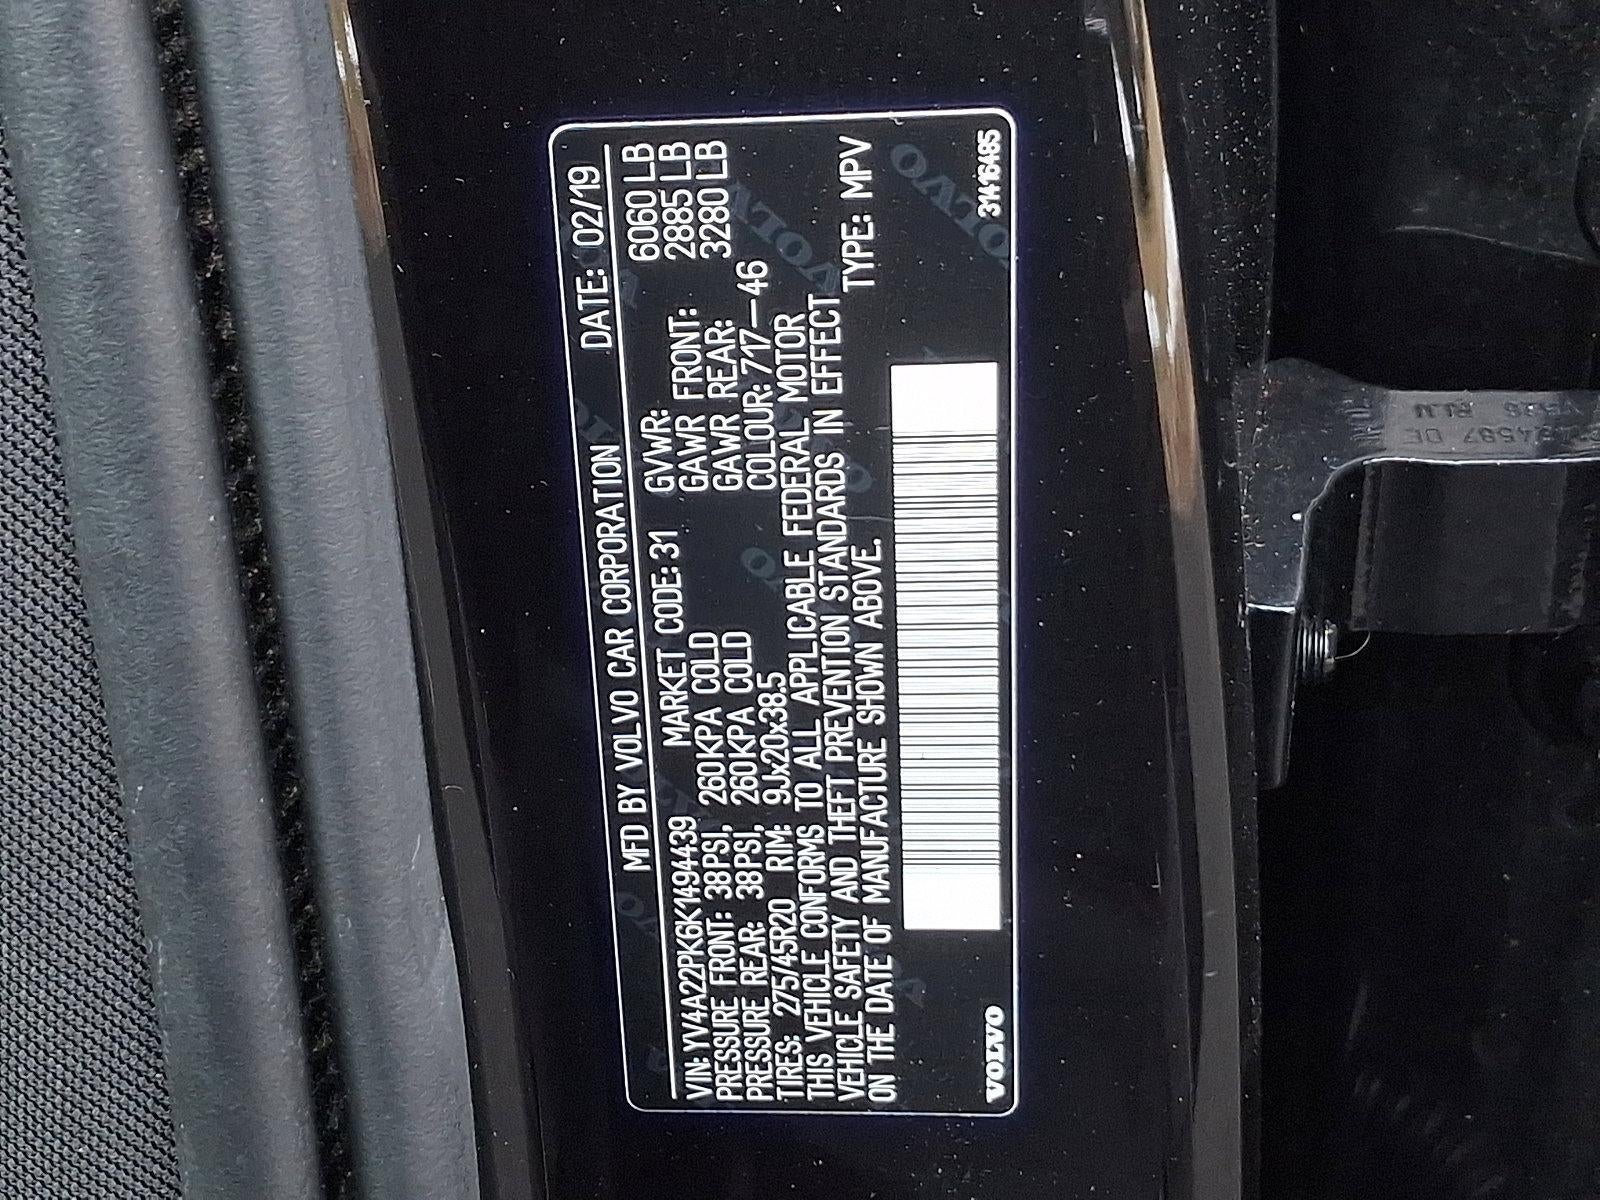 MFD BY VOLVO CAR CORPORATION DATE: 02/19
VIN: YV4A22PK6K1494439 MARKET CODE: 31 GVWR: 6060 LB
PRESSURE FRONT: 38PSI, 260KPA COLD GAWR FRONT: 2885 LB
PRESSURE REAR: 38PSI, 260KPA COLD GAWR REAR: 3280 LB
TIRES: 275/45R20 RIM: 9Jx20x38.5 COLOUR: 717-46
THIS VEHICLE CONFORMS TO ALL APPLICABLE FEDERAL MOTOR
VEHICLE SAFETY AND THEFT PREVENTION STANDARDS IN EFFECT
ON THE DATE OF MANUFACTURE SHOWN ABOVE. TYPE: MPV
VOLVO 31416485